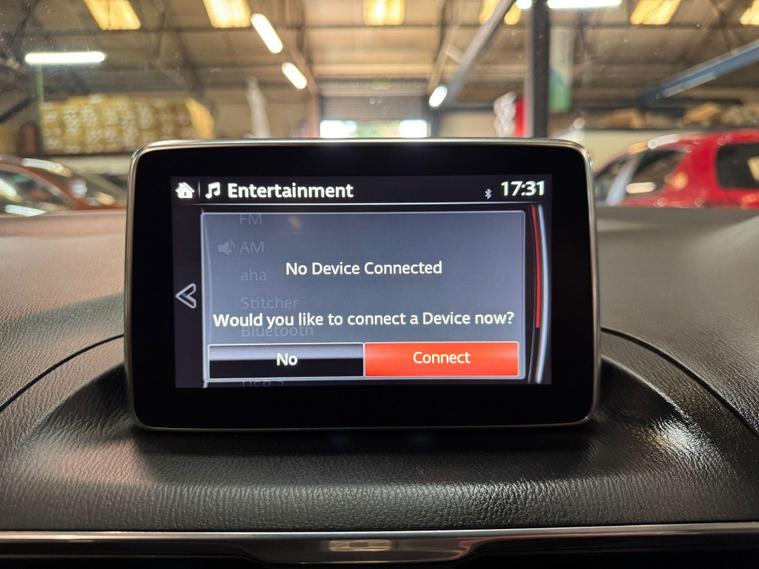 Entertainment 17:31
FM
AM
aha
No Device Connected
Stitcher
Would you like to connect a Device now?
Bluetooth
No Connect